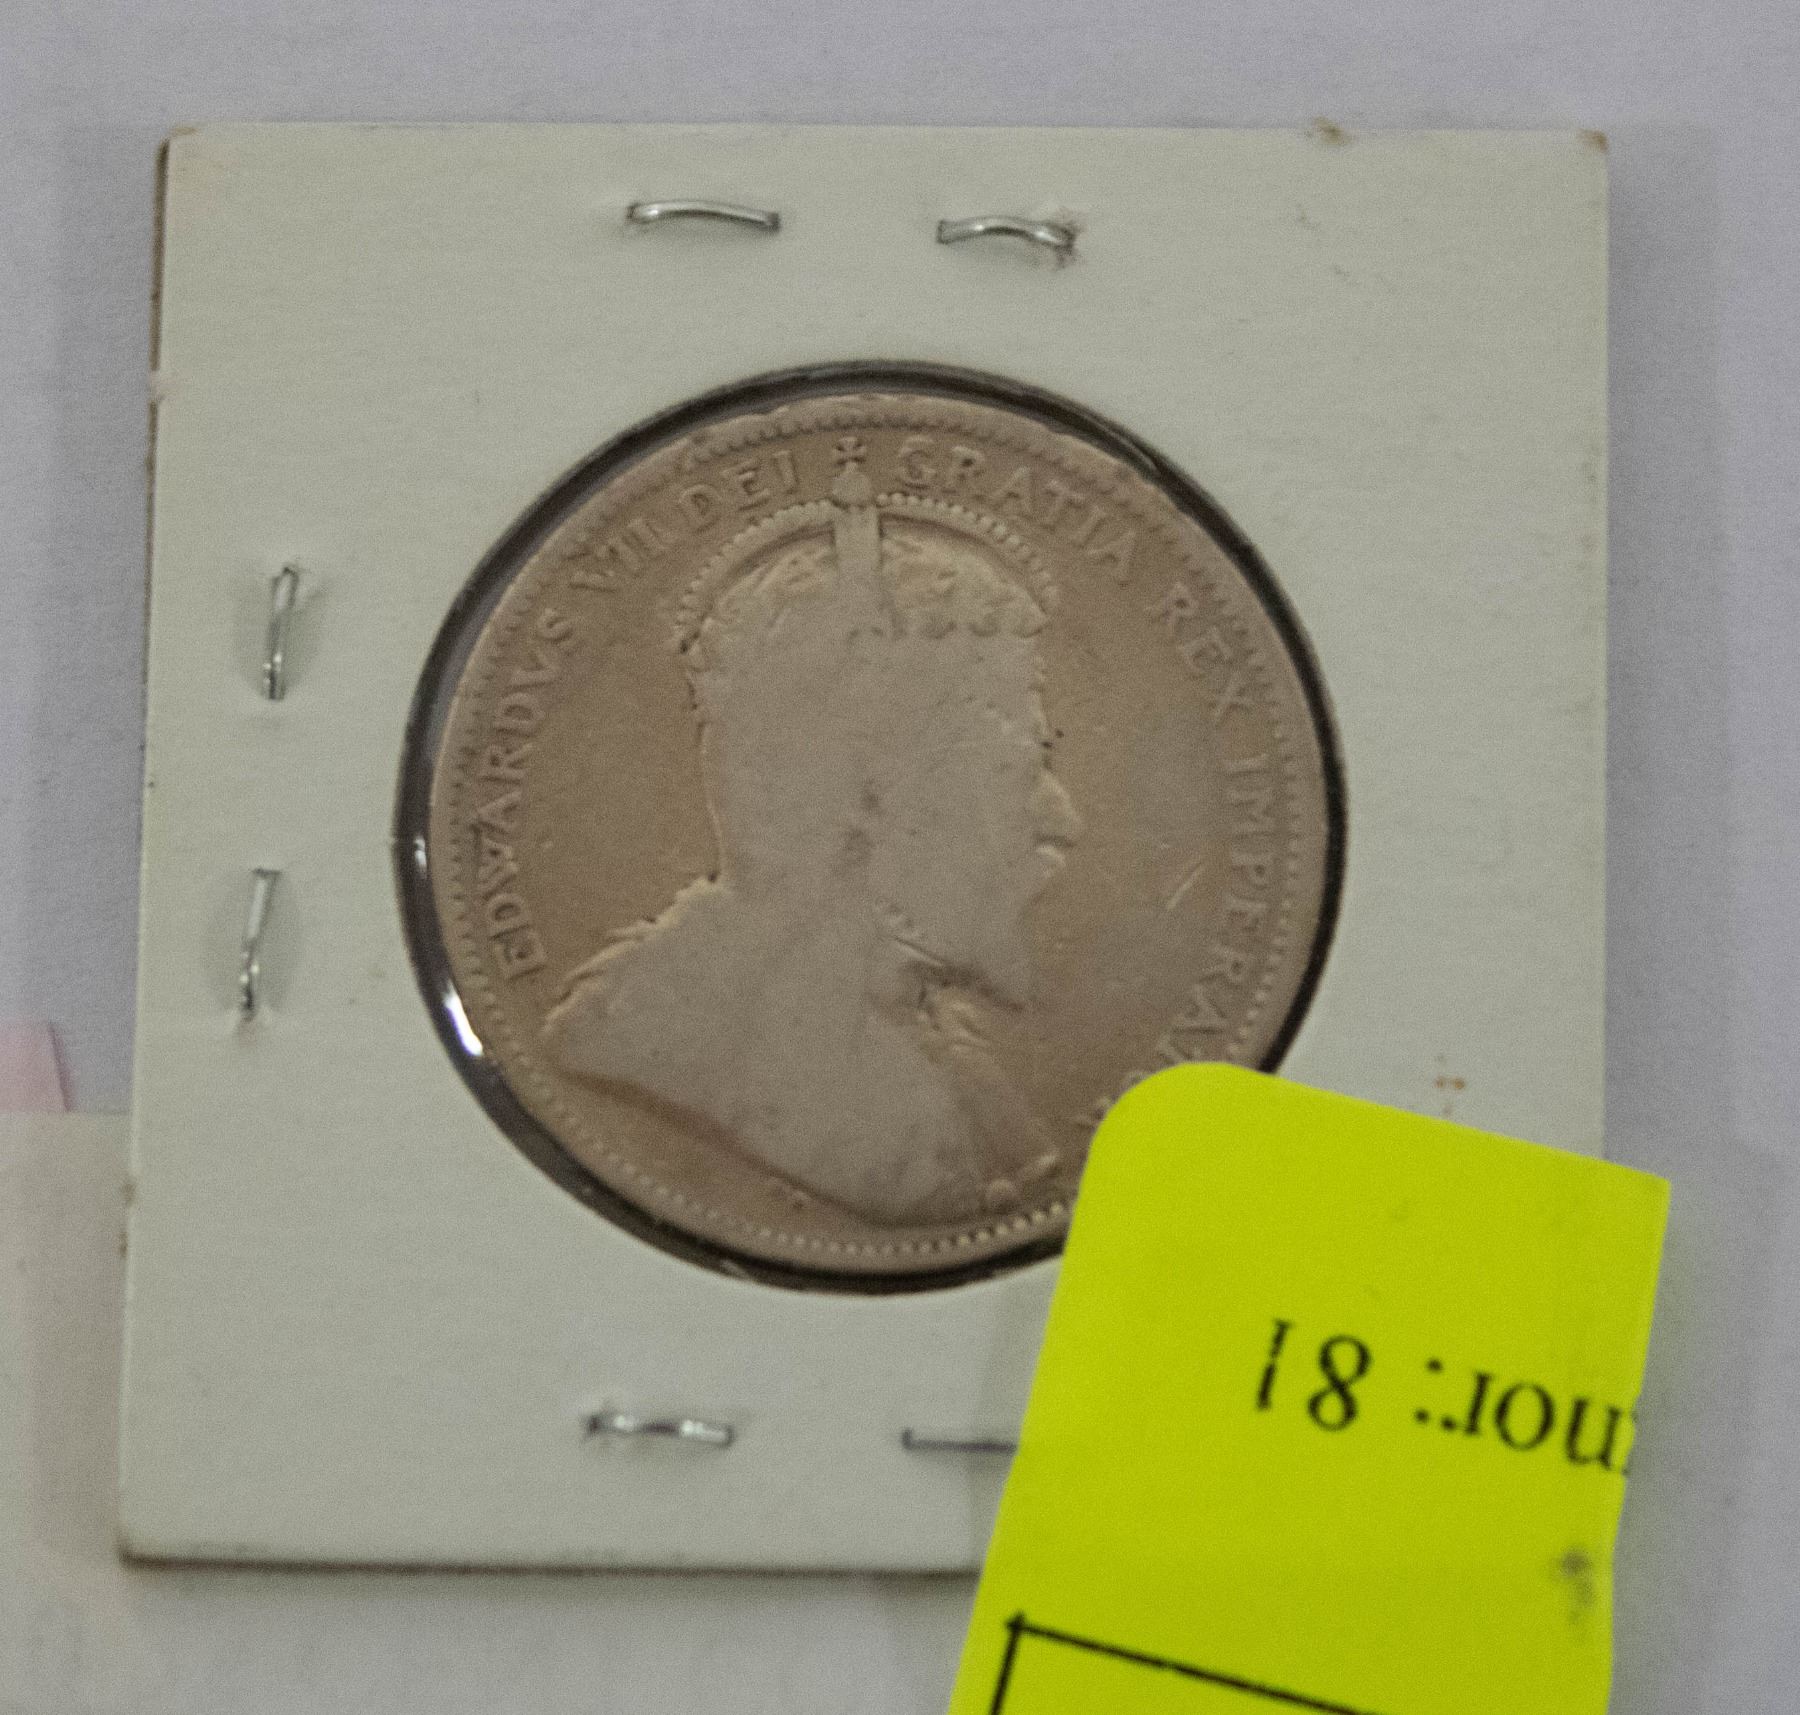 EDWARDVS VII DEI GRATIA REX IMPERATOR
nor.: 81